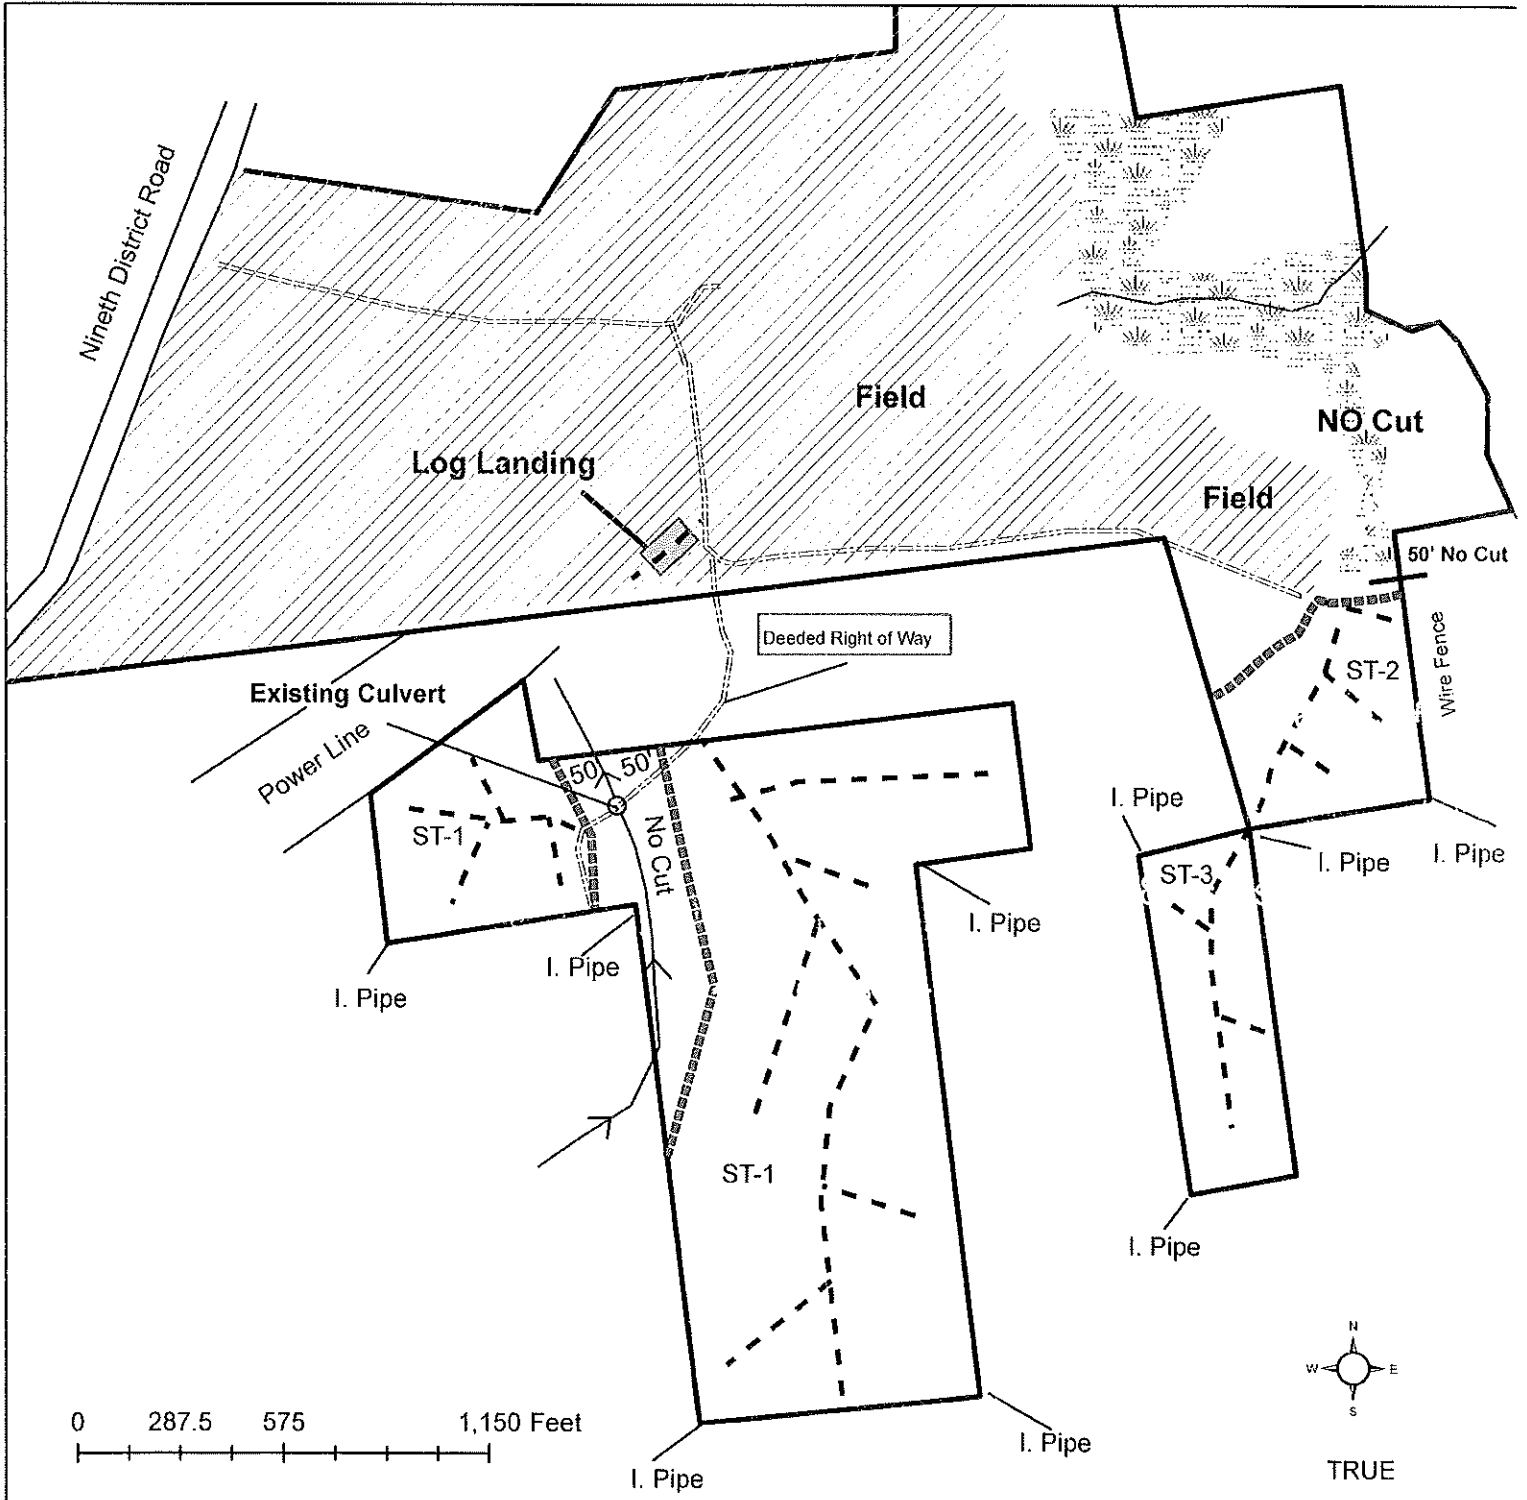 Nineth District Road
Field
NO Cut
Log Landing
Field
50' No Cut
Deeded Right of Way
ST-2
Wire Fence
Existing Culvert
Power Line
50' 50'
I. Pipe
No Cut
ST-1
I. Pipe
I. Pipe
ST-3
I. Pipe
I. Pipe
I. Pipe
ST-1
I. Pipe
N
W E
S
0 287.5 575 1,150 Feet
I. Pipe
I. Pipe
TRUE